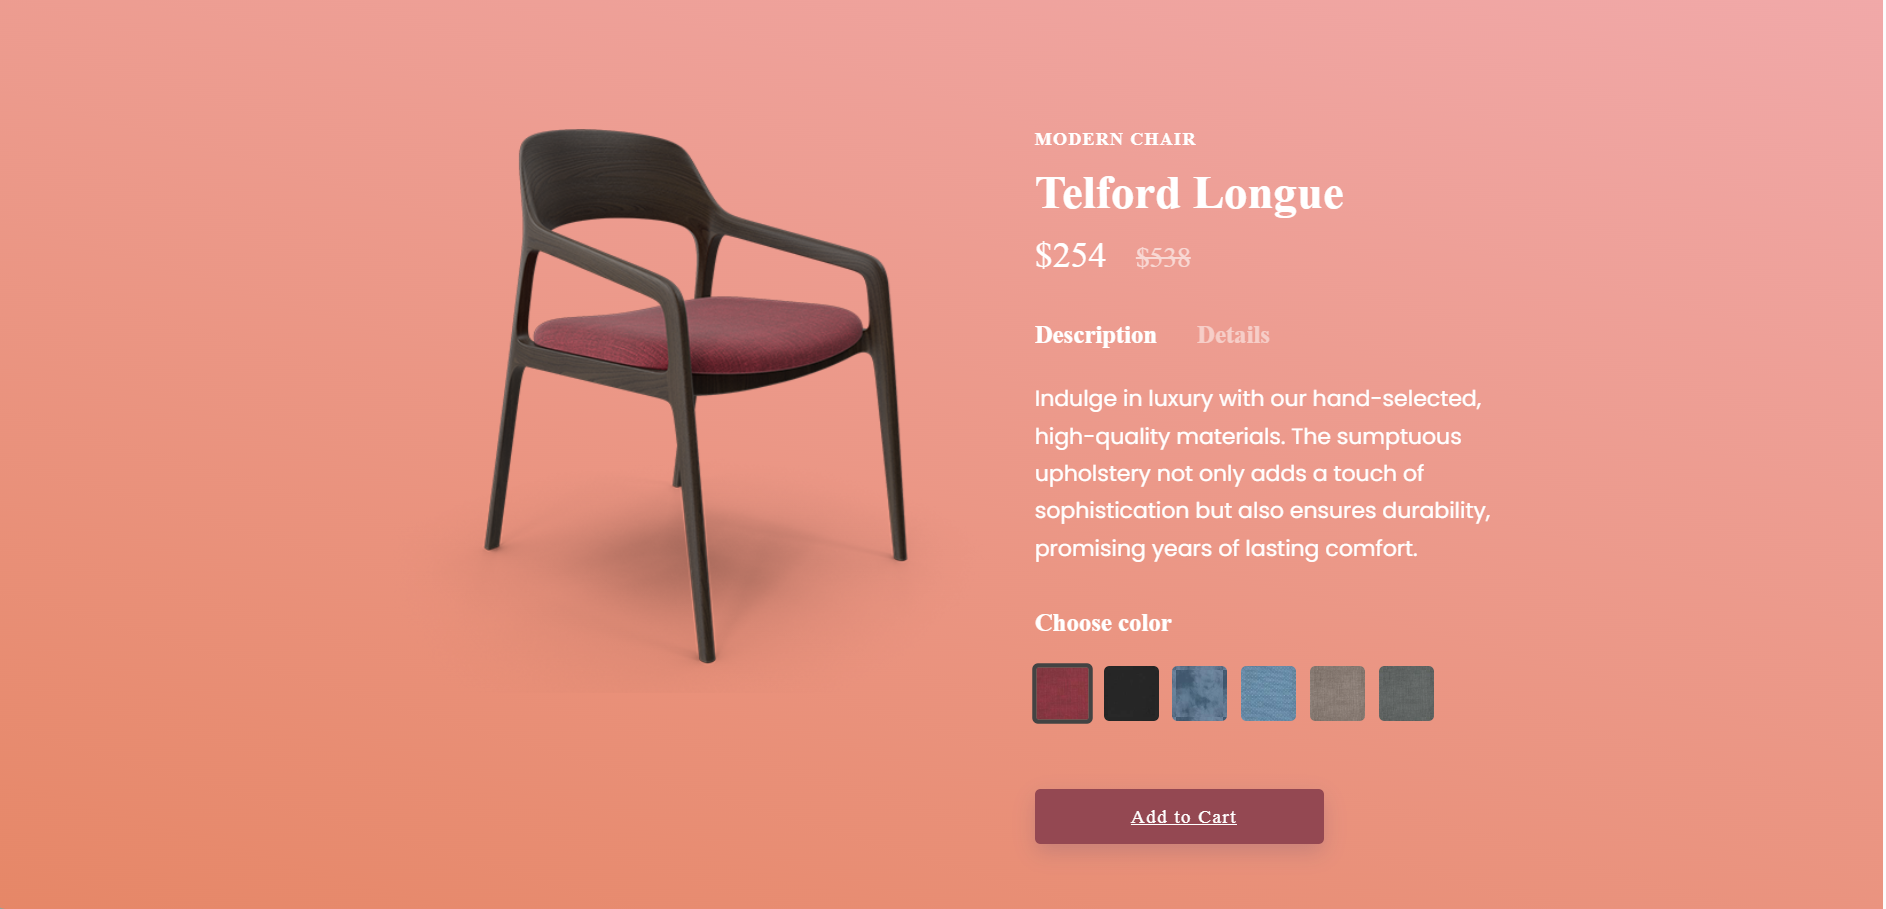 MODERN CHAIR
Telford Longue
$254 $538
Description Details
Indulge in luxury with our hand-selected,
high-quality materials. The sumptuous
upholstery not only adds a touch of
sophistication but also ensures durability,
promising years of lasting comfort.
Choose color
Add to Cart